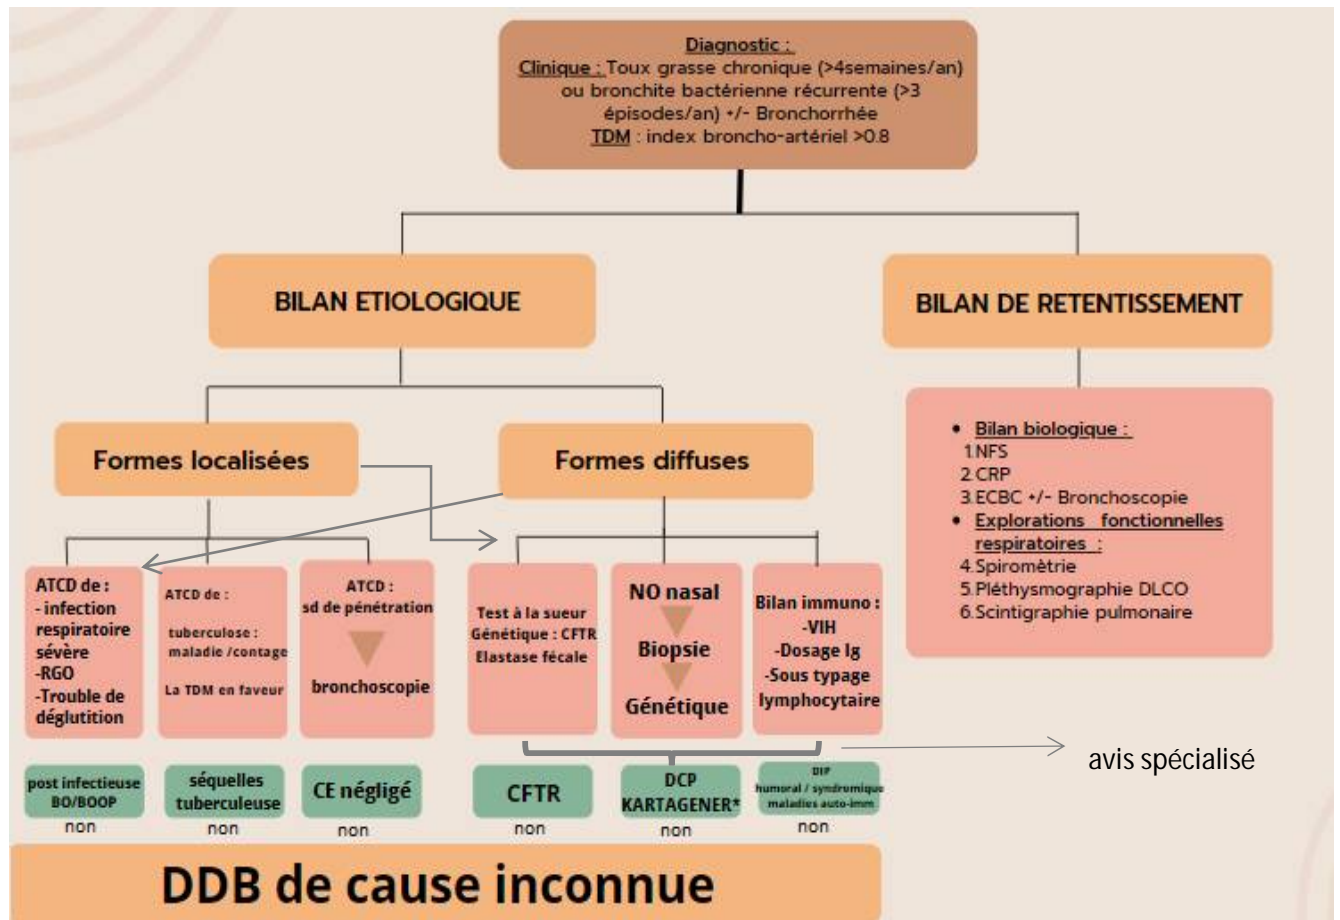 Diagnostic :
Clinique : Toux grasse chronique (>4semaines/an)
ou bronchite bactérienne récurrente (>3
épisodes/an) +/- Bronchorrhée
TDM : index broncho-artériel >0.8
BILAN ETIOLOGIQUE
BILAN DE RETENTISSEMENT
Formes localisées
Formes diffuses
ATCD de :
- infection
respiratoire
sévère
-RGO
-Trouble de
déglutition
ATCD de :
tuberculose :
maladie /contage
La TDM en faveur
ATCD :
sd de pénétration
bronchoscopie
Test à la sueur
Génétique : CFTR
Elastase fécale
NO nasal
Biopsie
Génétique
Bilan immuno :
-VIH
-Dosage Ig
-Sous typage
lymphocytaire
• Bilan biologique :
1.NFS
2.CRP
3.ECBC +/- Bronchoscopie
• Explorations fonctionnelles
respiratoires :
4.Spiromètrie
5.Pléthysmographie DLCO
6.Scintigraphie pulmonaire
avis spécialisé
post infectieuse
BO/BOOP
séquelles
tuberculeuse
CE négligé
CFTR
DCP
KARTAGENER*
DIP
humoral / syndromique
maladies auto-imm
non
non
non
non
non
non
DDB de cause inconnue